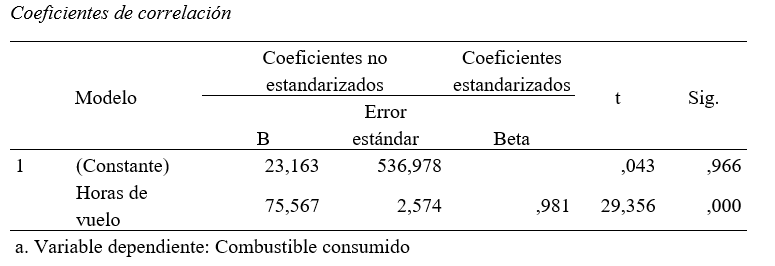 Coeficientes de correlación
Coeficientes no Coeficientes
estandarizados estandarizados
Modelo t Sig.
Error
B estándar Beta
1 (Constante) 23,163 536,978 ,043 ,966
Horas de
vuelo 75,567 2,574 ,981 29,356 ,000
a. Variable dependiente: Combustible consumido